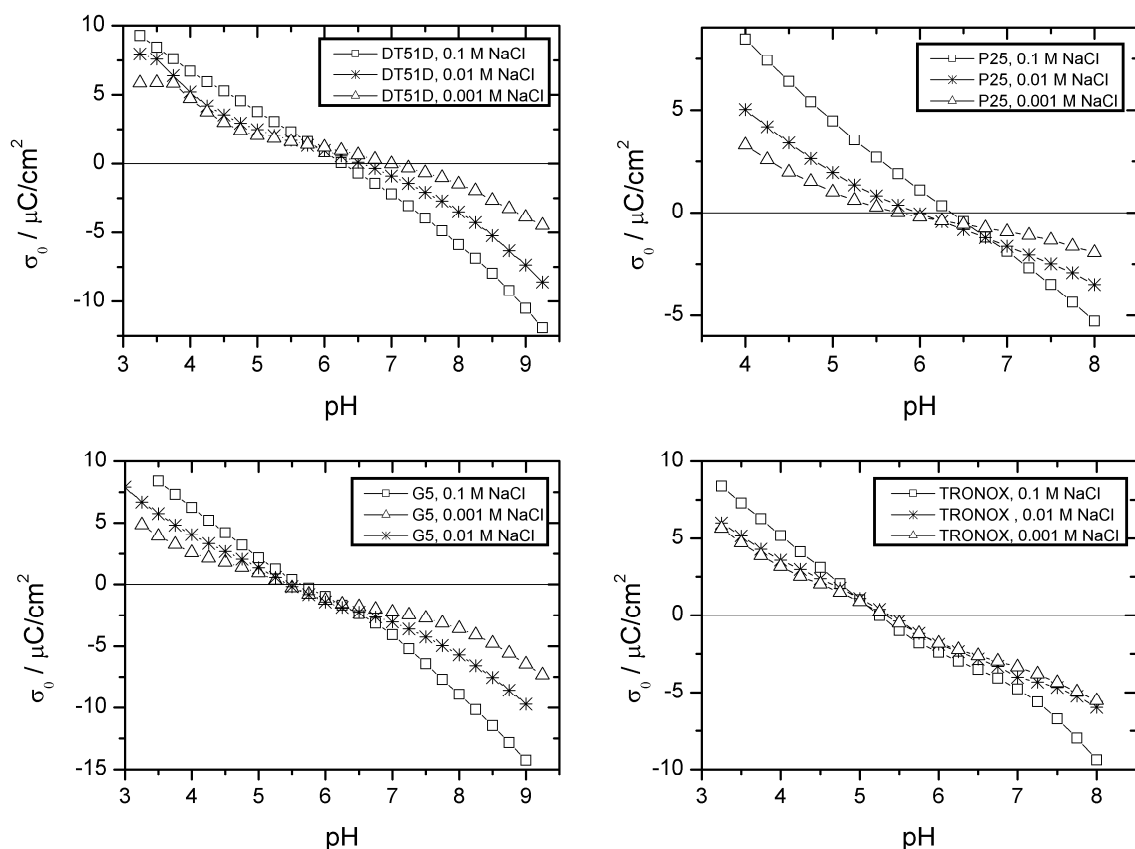 10
5
0
-5
-10
σ₀ / μC/cm²
DT51D, 0.1 M NaCl
DT51D, 0.01 M NaCl
DT51D, 0.001 M NaCl
3 4 5 6 7 8 9
pH
5
0
-5
σ₀ / μC/cm²
P25, 0.1 M NaCl
P25, 0.01 M NaCl
P25, 0.001 M NaCl
4 5 6 7 8
pH
10
5
0
-5
-10
-15
σ₀ / μC/cm²
G5, 0.1 M NaCl
G5, 0.001 M NaCl
G5, 0.01 M NaCl
3 4 5 6 7 8 9
pH
10
5
0
-5
-10
σ₀ / μC/cm²
TRONOX, 0.1 M NaCl
TRONOX , 0.01 M NaCl
TRONOX, 0.001 M NaCl
3 4 5 6 7 8
pH